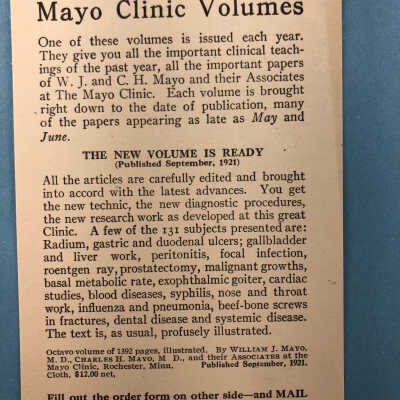 Mayo Clinic Volumes
One of these volumes is issued each year.
They give you all the important clinical teach-
ings of the past year, all the important papers
of W. J. and C. H. Mayo and their Associates
at The Mayo Clinic. Each volume is brought
right down to the date of publication, many
of the papers appearing as late as May and
June.
THE NEW VOLUME IS READY
(Published September, 1921)
All the articles are carefully edited and brought
into accord with the latest advances. You get
the new technic, the new diagnostic procedures,
the new research work as developed at this great
Clinic. A few of the 131 subjects presented are:
Radium, gastric and duodenal ulcers; gallbladder
and liver work, peritonitis, focal infection,
roentgen ray, prostatectomy, malignant growths,
basal metabolic rate, exophthalmic goiter, cardiac
studies, blood diseases, syphilis, nose and throat
work, influenza and pneumonia, beef-bone screws
in fractures, dental disease and systemic disease.
The text is, as usual, profusely illustrated.
Octavo volume of 1392 pages, illustrated. By WILLIAM J. MAYO,
M. D., CHARLES H. MAYO, M. D., and their ASSOCIATES at the
Mayo Clinic, Rochester, Minn. Published September, 1921.
Cloth, $12.00 net,
Fill out the order form on other side—and MAIL